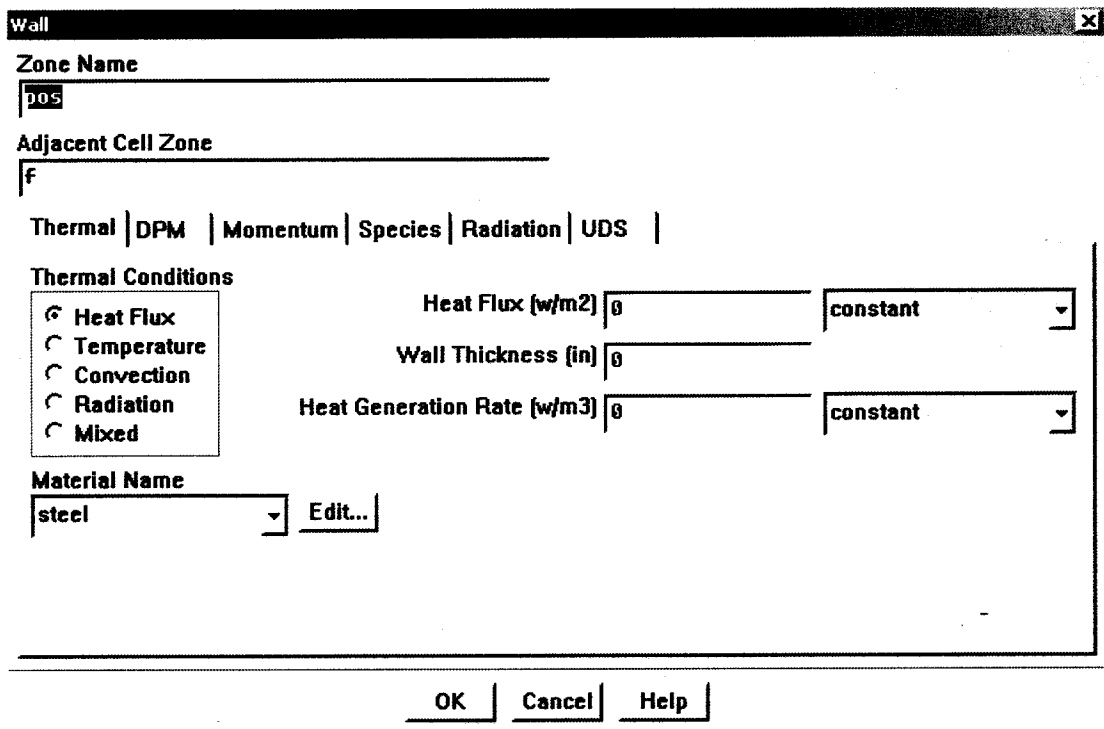 Wall
Zone Name
pos
Adjacent Cell Zone
f
Thermal DPM Momentum Species Radiation UDS
Thermal Conditions
Heat Flux
Temperature
Convection
Radiation
Mixed
Heat Flux (w/m2) 0 constant
Wall Thickness (in) 0
Heat Generation Rate (w/m3) 0 constant
Material Name
steel Edit...
OK Cancel Help